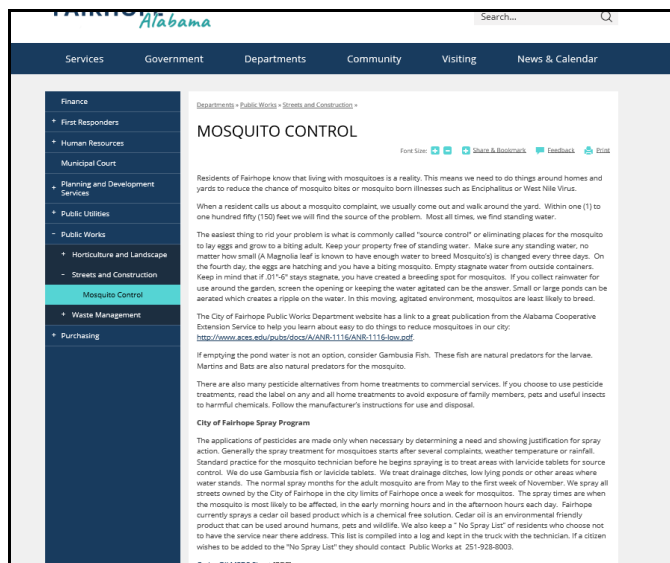 Alabama
Search...
Services Government Departments Community Visiting News & Calendar
Finance
+ First Responders
+ Human Resources
Municipal Court
+ Planning and Development
Services
+ Public Utilities
− Public Works
+ Horticulture and Landscape
− Streets and Construction
Mosquito Control
+ Waste Management
+ Purchasing
Departments » Public Works » Streets and Construction »
MOSQUITO CONTROL
Font Size: + - + Share & Bookmark Feedback Print
Residents of Fairhope know that living with mosquitoes is a reality. This means we need to do things around homes and
yards to reduce the chance of mosquito bites or mosquito born illnesses such as Enciphalitus or West Nile Virus.
When a resident calls us about a mosquito complaint, we usually come out and walk around the yard. Within one (1) to
one hundred fifty (150) feet we will find the source of the problem. Most all times, we find standing water.
The easiest thing to rid your problem is what is commonly called "source control" or eliminating places for the mosquito
to lay eggs and grow to a biting adult. Keep your property free of standing water. Make sure any standing water, no
matter how small (A Magnolia leaf is known to have enough water to breed Mosquito's) is changed every three days. On
the fourth day, the eggs are hatching and you have a biting mosquito. Empty stagnate water from outside containers.
Keep in mind that if .01"-6" stays stagnate, you have created a breeding spot for mosquitos. If you collect rainwater for
use around the garden, screen the opening or keeping the water agitated can be the answer. Small or large ponds can be
aerated which creates a ripple on the water. In this moving, agitated environment, mosquitos are least likely to breed.
The City of Fairhope Public Works Department website has a link to a great publication from the Alabama Cooperative
Extension Service to help you learn about easy to do things to reduce mosquitoes in our city:
http://www.aces.edu/pubs/docs/A/ANR-1116/ANR-1116-low.pdf.
If emptying the pond water is not an option, consider Gambusia Fish. These fish are natural predators for the larvae.
Martins and Bats are also natural predators for the mosquito.
There are also many pesticide alternatives from home treatments to commercial services. If you choose to use pesticide
treatments, read the label on any and all home treatments to avoid exposure of family members, pets and useful insects
to harmful chemicals. Follow the manufacturer's instructions for use and disposal.
City of Fairhope Spray Program
The applications of pesticides are made only when necessary by determining a need and showing justification for spray
action. Generally the spray treatment for mosquitoes starts after several complaints, weather temperature or rainfall.
Standard practice for the mosquito technician before he begins spraying is to treat areas with larvicide tablets for source
control. We do use Gambusia fish or lavicide tablets. We treat drainage ditches, low lying ponds or other areas where
water stands. The normal spray months for the adult mosquito are from May to the first week of November. We spray all
streets owned by the City of Fairhope in the city limits of Fairhope once a week for mosquitos. The spray times are when
the mosquito is most likely to be affected, in the early morning hours and in the afternoon hours each day. Fairhope
currently sprays a cedar oil based product which is a chemical free solution. Cedar oil is an environmental friendly
product that can be used around humans, pets and wildlife. We also keep a " No Spray List" of residents who choose not
to have the service near there address. This list is compiled into a log and kept in the truck with the technician. If a citizen
wishes to be added to the "No Spray List" they should contact Public Works at 251-928-8003.